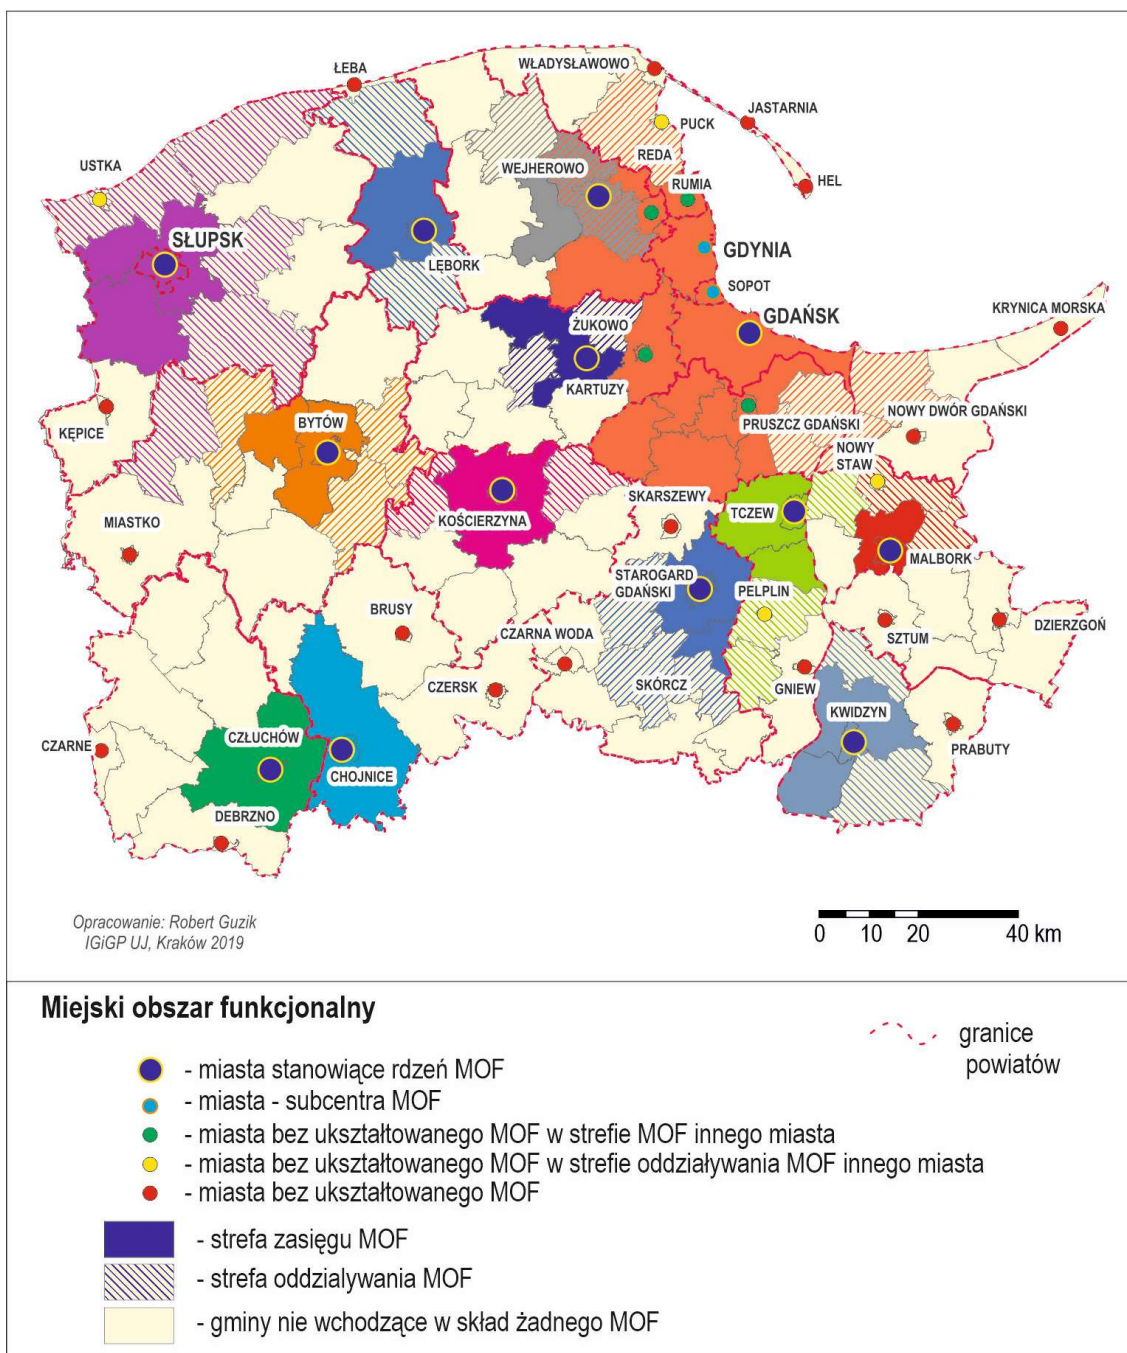 ŁEBA
WŁADYSŁAWOWO
JASTARNIA
PUCK
USTKA
REDA
WEJHEROWO
RUMIA
HEL
SŁUPSK
GDYNIA
LĘBORK
SOPOT
KRYNICA MORSKA
GDAŃSK
ŻUKOWO
KARTUZY
NOWY DWÓR GDAŃSKI
BYTÓW
PRUSZCZ GDAŃSKI
KĘPICE
NOWY
STAW
SKARSZEWY
KOŚCIERZYNA
TCZEW
MIASTKO
MALBORK
STAROGARD
GDAŃSKI
PELPLIN
BRUSY
CZARNA WODA
SZTUM
DZIERZGOŃ
CZERSK
SKÓRCZ
GNIEW
KWIDZYN
CZŁUCHÓW
CZARNE
PRABUTY
CHOJNICE
DEBRZNO
Opracowanie: Robert Guzik
IGiGP UJ, Kraków 2019
0 10 20 40 km
Miejski obszar funkcjonalny
granice
powiatów
- miasta stanowiące rdzeń MOF
- miasta - subcentra MOF
- miasta bez ukształtowanego MOF w strefie MOF innego miasta
- miasta bez ukształtowanego MOF w strefie oddziaływania MOF innego miasta
- miasta bez ukształtowanego MOF
- strefa zasięgu MOF
- strefa oddzialywania MOF
- gminy nie wchodzące w skład żadnego MOF